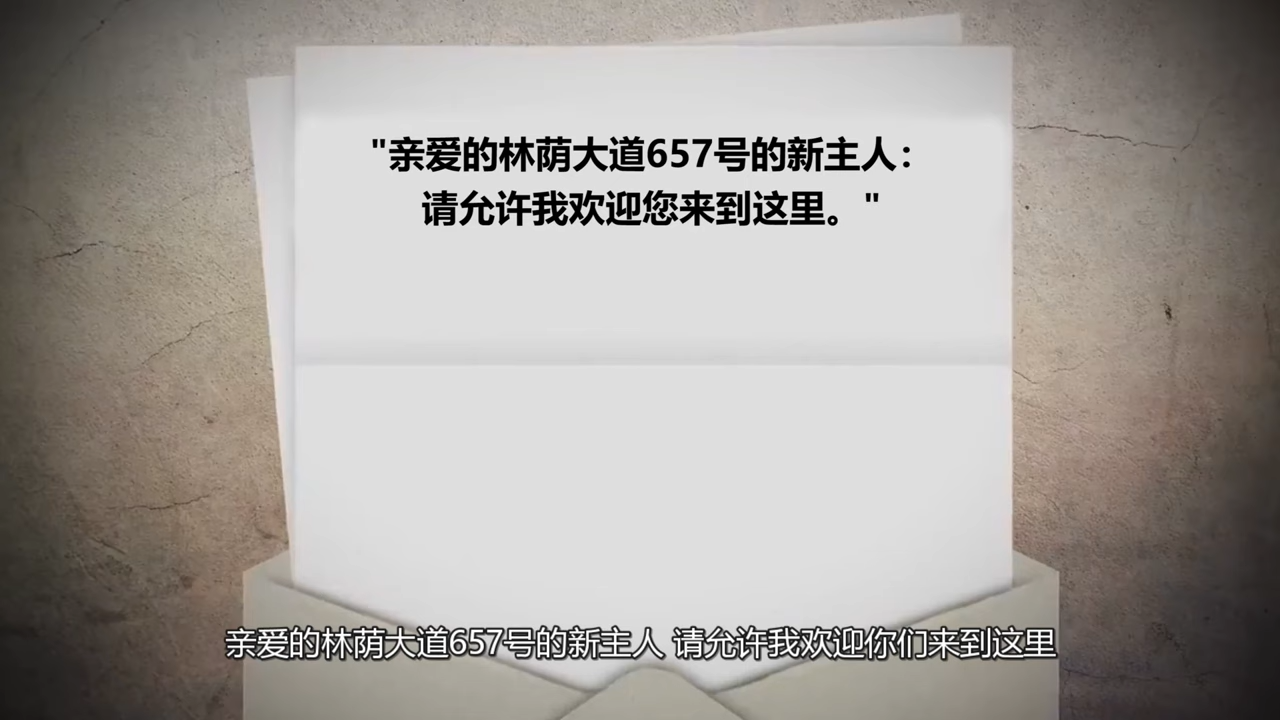 "亲爱的林荫大道657号的新主人：
请允许我欢迎您来到这里。"
亲爱的林荫大道657号的新主人 请允许我欢迎你们来到这里